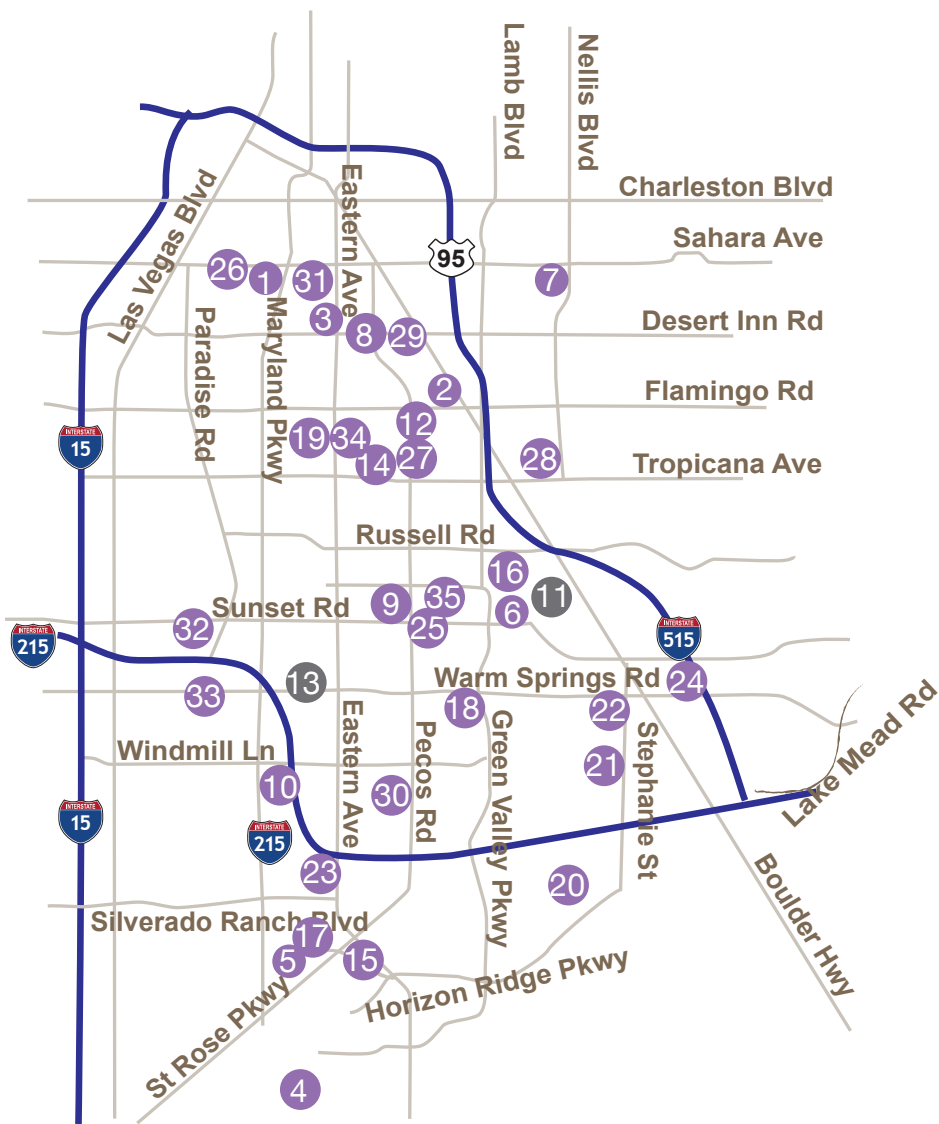 Lamb Blvd
Nellis Blvd
Charleston Blvd
Eastern Ave
Las Vegas Blvd
Sahara Ave
95
26
1
31
7
3
Maryland Pkwy
Paradise Rd
8
29
Desert Inn Rd
2
Flamingo Rd
12
INTERSTATE
15
19
34
14
27
28
Tropicana Ave
Russell Rd
16
11
9
35
6
Sunset Rd
32
25
INTERSTATE
215
INTERSTATE
515
13
Warm Springs Rd
24
33
18
22
Lake Mead Rd
Eastern Ave
Pecos Rd
Green Valley Pkwy
Stephanie St
Windmill Ln
21
10
30
INTERSTATE
15
INTERSTATE
215
23
20
Boulder Hwy
Silverado Ranch Blvd
17
5
15
Horizon Ridge Pkwy
St Rose Pkwy
4